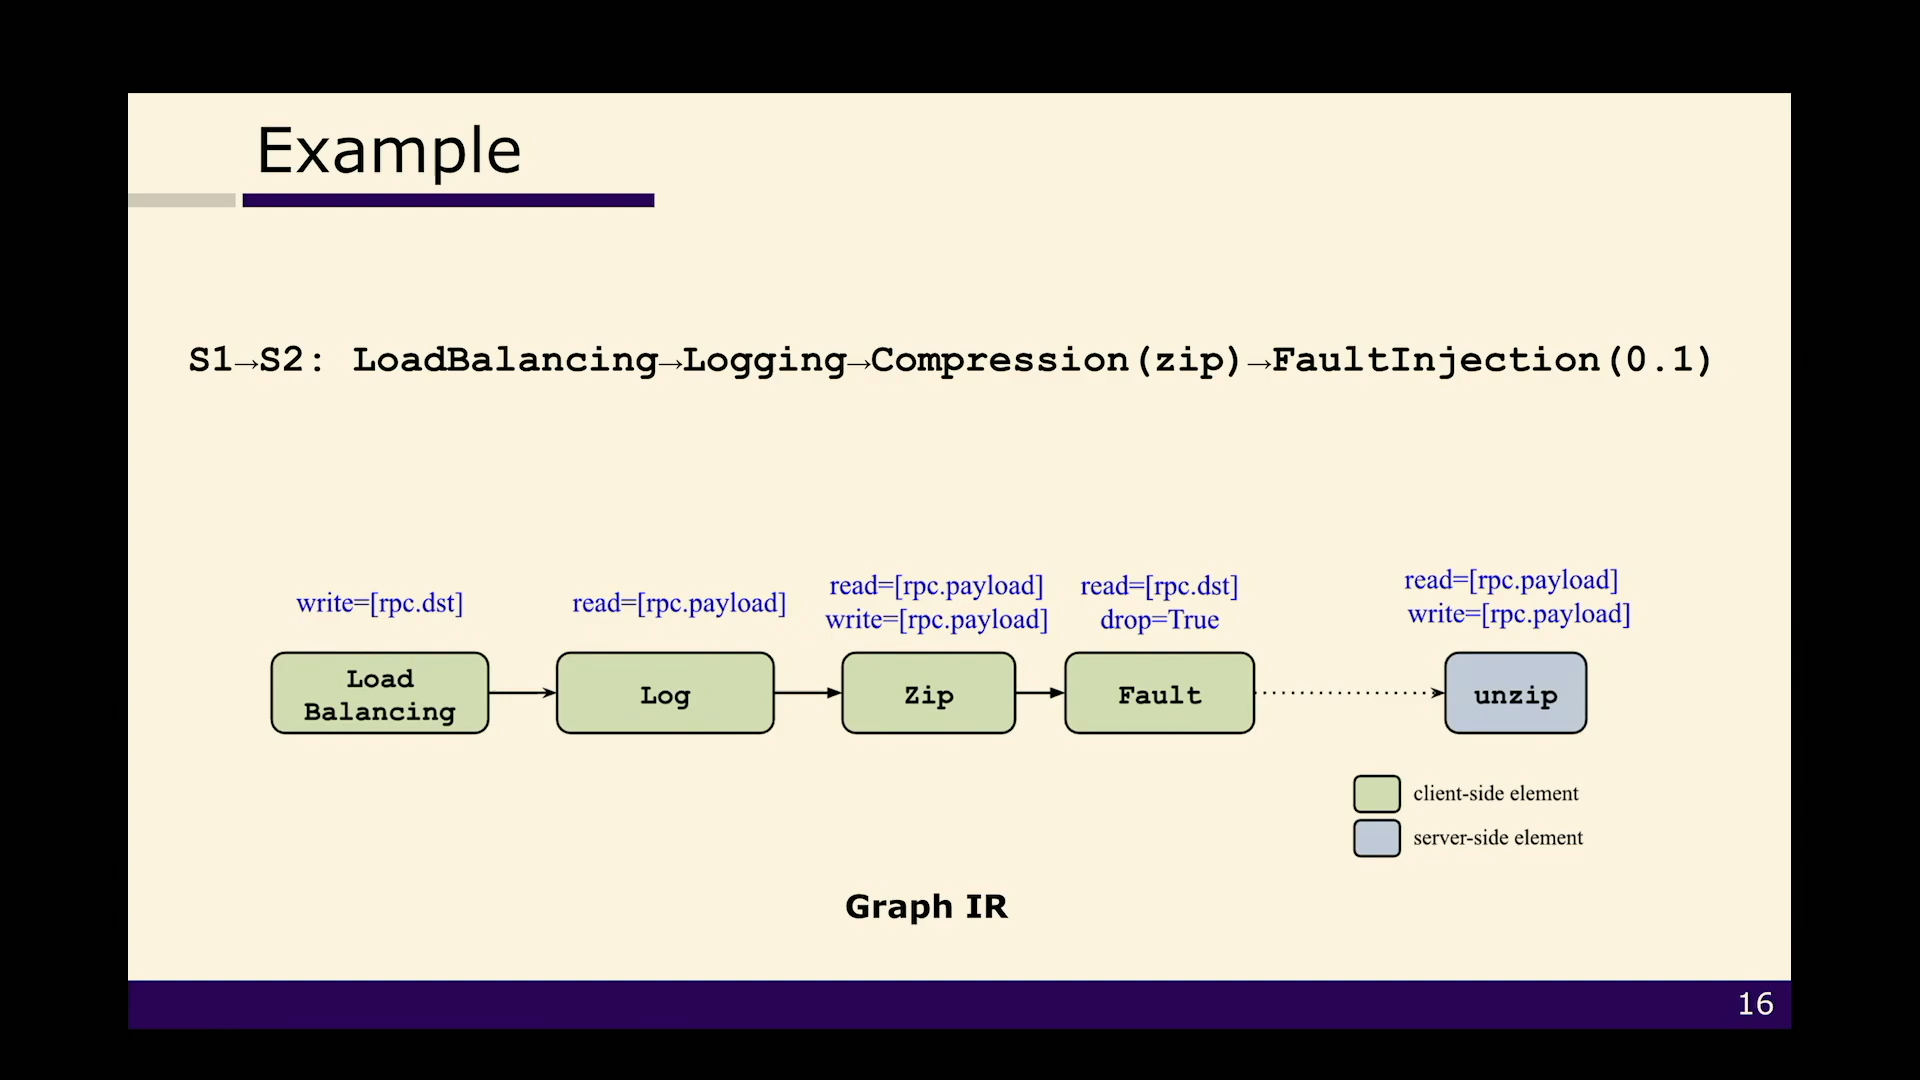 Example
S1→S2: LoadBalancing→Logging→Compression(zip)→FaultInjection(0.1)
write=[rpc.dst]
read=[rpc.payload]
read=[rpc.payload]
write=[rpc.payload]
read=[rpc.dst]
drop=True
read=[rpc.payload]
write=[rpc.payload]
Load
Balancing
Log
Zip
Fault
unzip
client-side element
server-side element
Graph IR
16